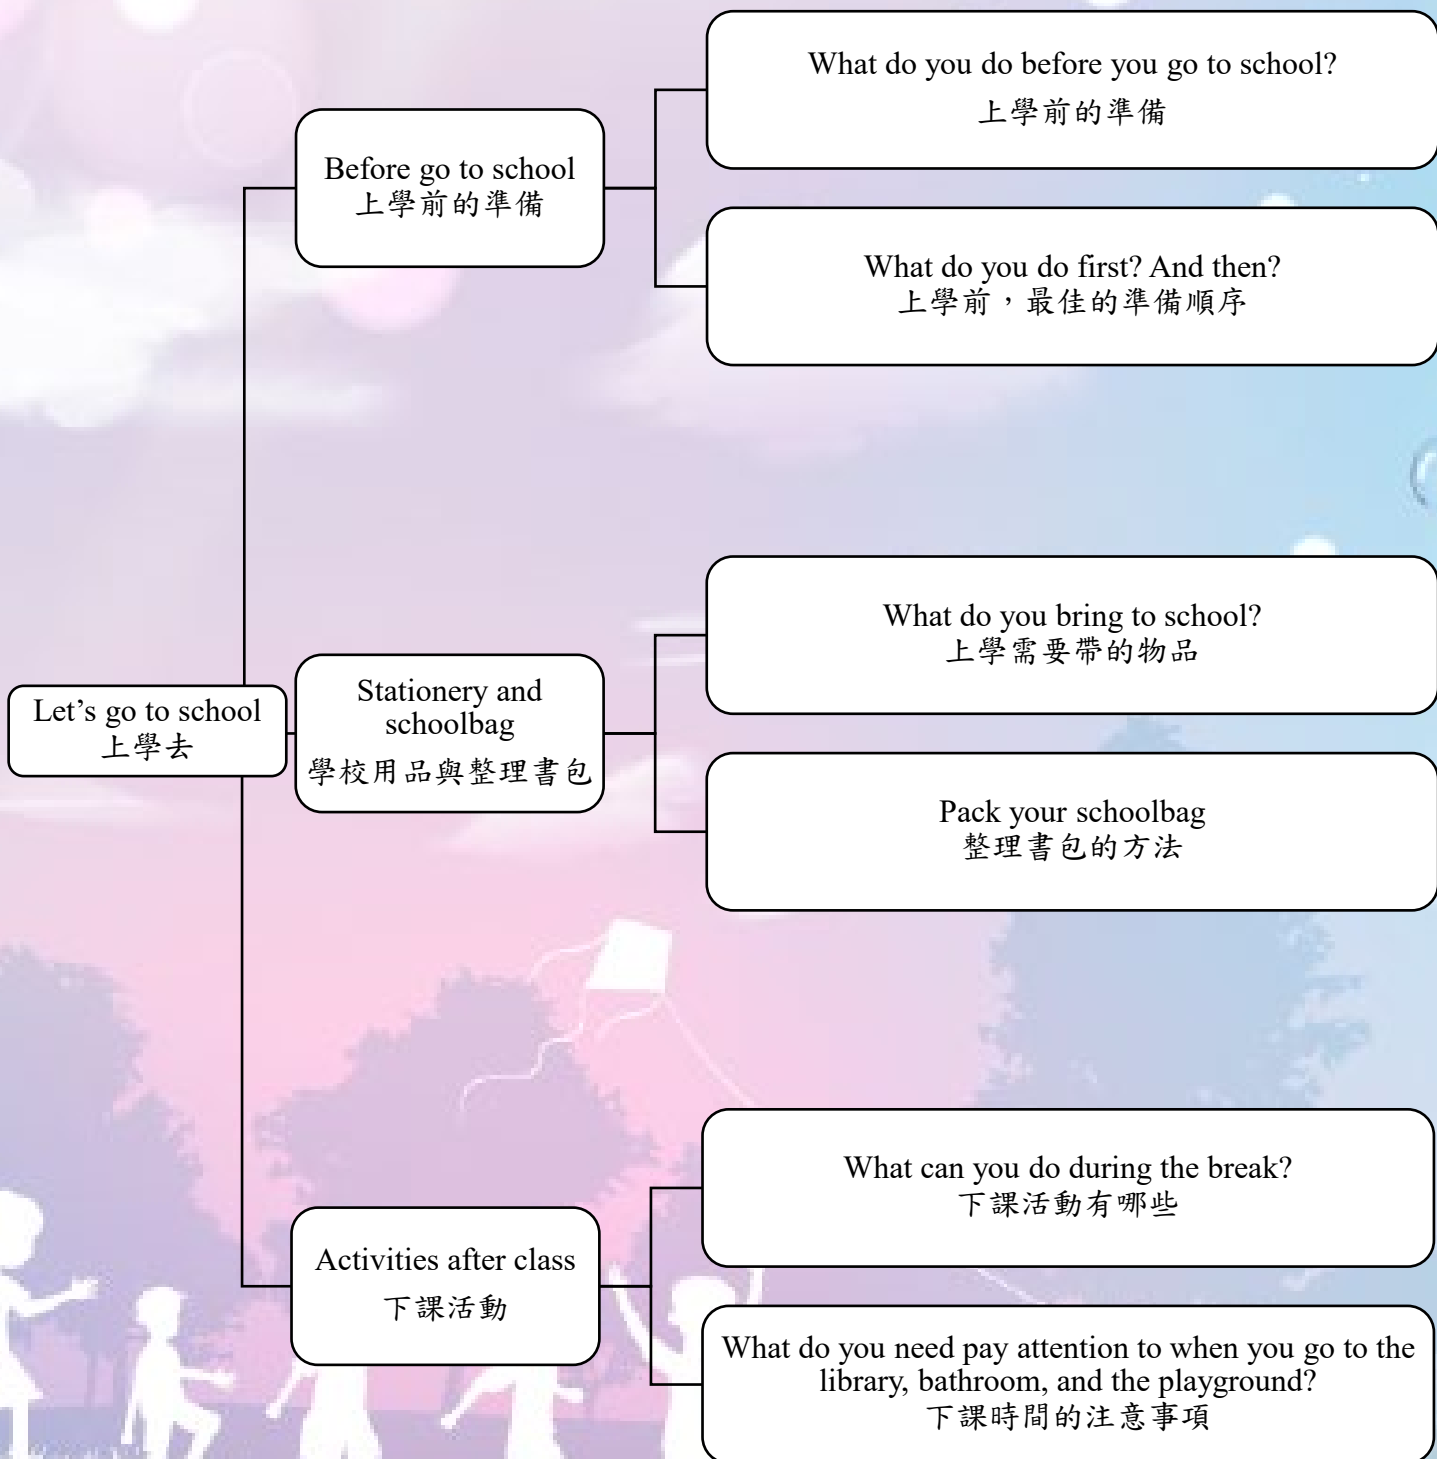 Let’s go to school
上學去
Before go to school
上學前的準備
What do you do before you go to school?
上學前的準備
What do you do first? And then?
上學前，最佳的準備順序
Stationery and
schoolbag
學校用品與整理書包
What do you bring to school?
上學需要帶的物品
Pack your schoolbag
整理書包的方法
Activities after class
下課活動
What can you do during the break?
下課活動有哪些
What do you need pay attention to when you go to the
library, bathroom, and the playground?
下課時間的注意事項